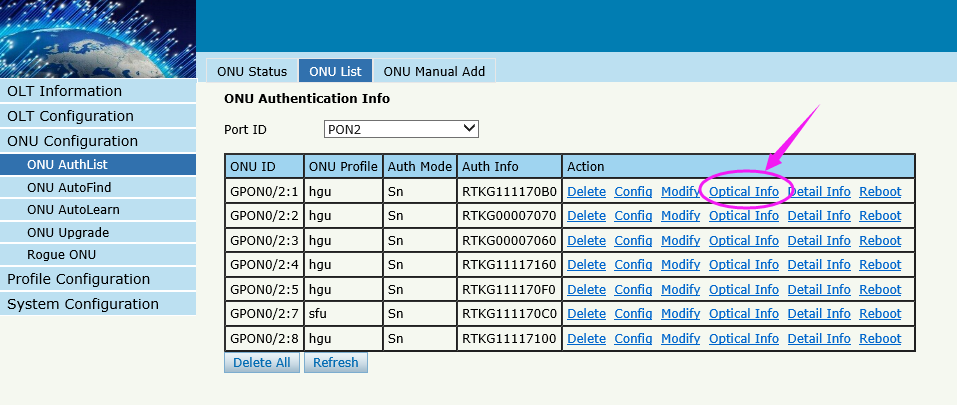 ONU Status ONU List ONU Manual Add
OLT Information
OLT Configuration
ONU Configuration
ONU AuthList
ONU AutoFind
ONU AutoLearn
ONU Upgrade
Rogue ONU
Profile Configuration
System Configuration
ONU Authentication Info
Port ID PON2
ONU ID ONU Profile Auth Mode Auth Info Action
GPON0/2:1 hgu Sn RTKG111170B0 Delete Config Modify Optical Info Detail Info Reboot
GPON0/2:2 hgu Sn RTKG00007070 Delete Config Modify Optical Info Detail Info Reboot
GPON0/2:3 hgu Sn RTKG00007060 Delete Config Modify Optical Info Detail Info Reboot
GPON0/2:4 hgu Sn RTKG11117160 Delete Config Modify Optical Info Detail Info Reboot
GPON0/2:5 hgu Sn RTKG111170F0 Delete Config Modify Optical Info Detail Info Reboot
GPON0/2:7 sfu Sn RTKG111170C0 Delete Config Modify Optical Info Detail Info Reboot
GPON0/2:8 hgu Sn RTKG11117100 Delete Config Modify Optical Info Detail Info Reboot
Delete All Refresh